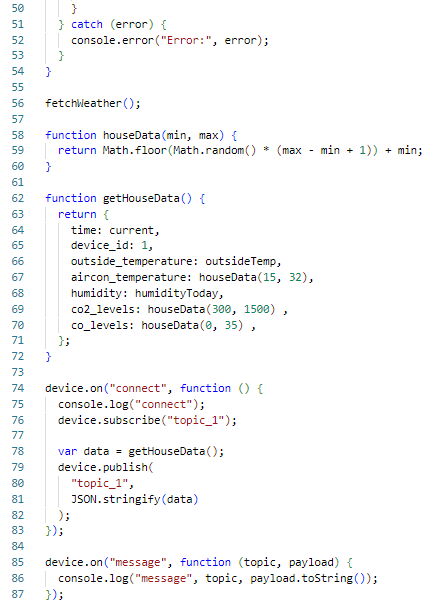 50 }
51 } catch (error) {
52 console.error("Error:", error);
53 }
54 }
55
56 fetchWeather();
57
58 function houseData(min, max) {
59 return Math.floor(Math.random() * (max - min + 1)) + min;
60 }
61
62 function getHouseData() {
63 return {
64 time: current,
65 device_id: 1,
66 outside_temperature: outsideTemp,
67 aircon_temperature: houseData(15, 32),
68 humidity: humidityToday,
69 co2_levels: houseData(300, 1500) ,
70 co_levels: houseData(0, 35) ,
71 };
72 }
73
74 device.on("connect", function () {
75 console.log("connect");
76 device.subscribe("topic_1");
77
78 var data = getHouseData();
79 device.publish(
80 "topic_1",
81 JSON.stringify(data)
82 );
83 });
84
85 device.on("message", function (topic, payload) {
86 console.log("message", topic, payload.toString());
87 });